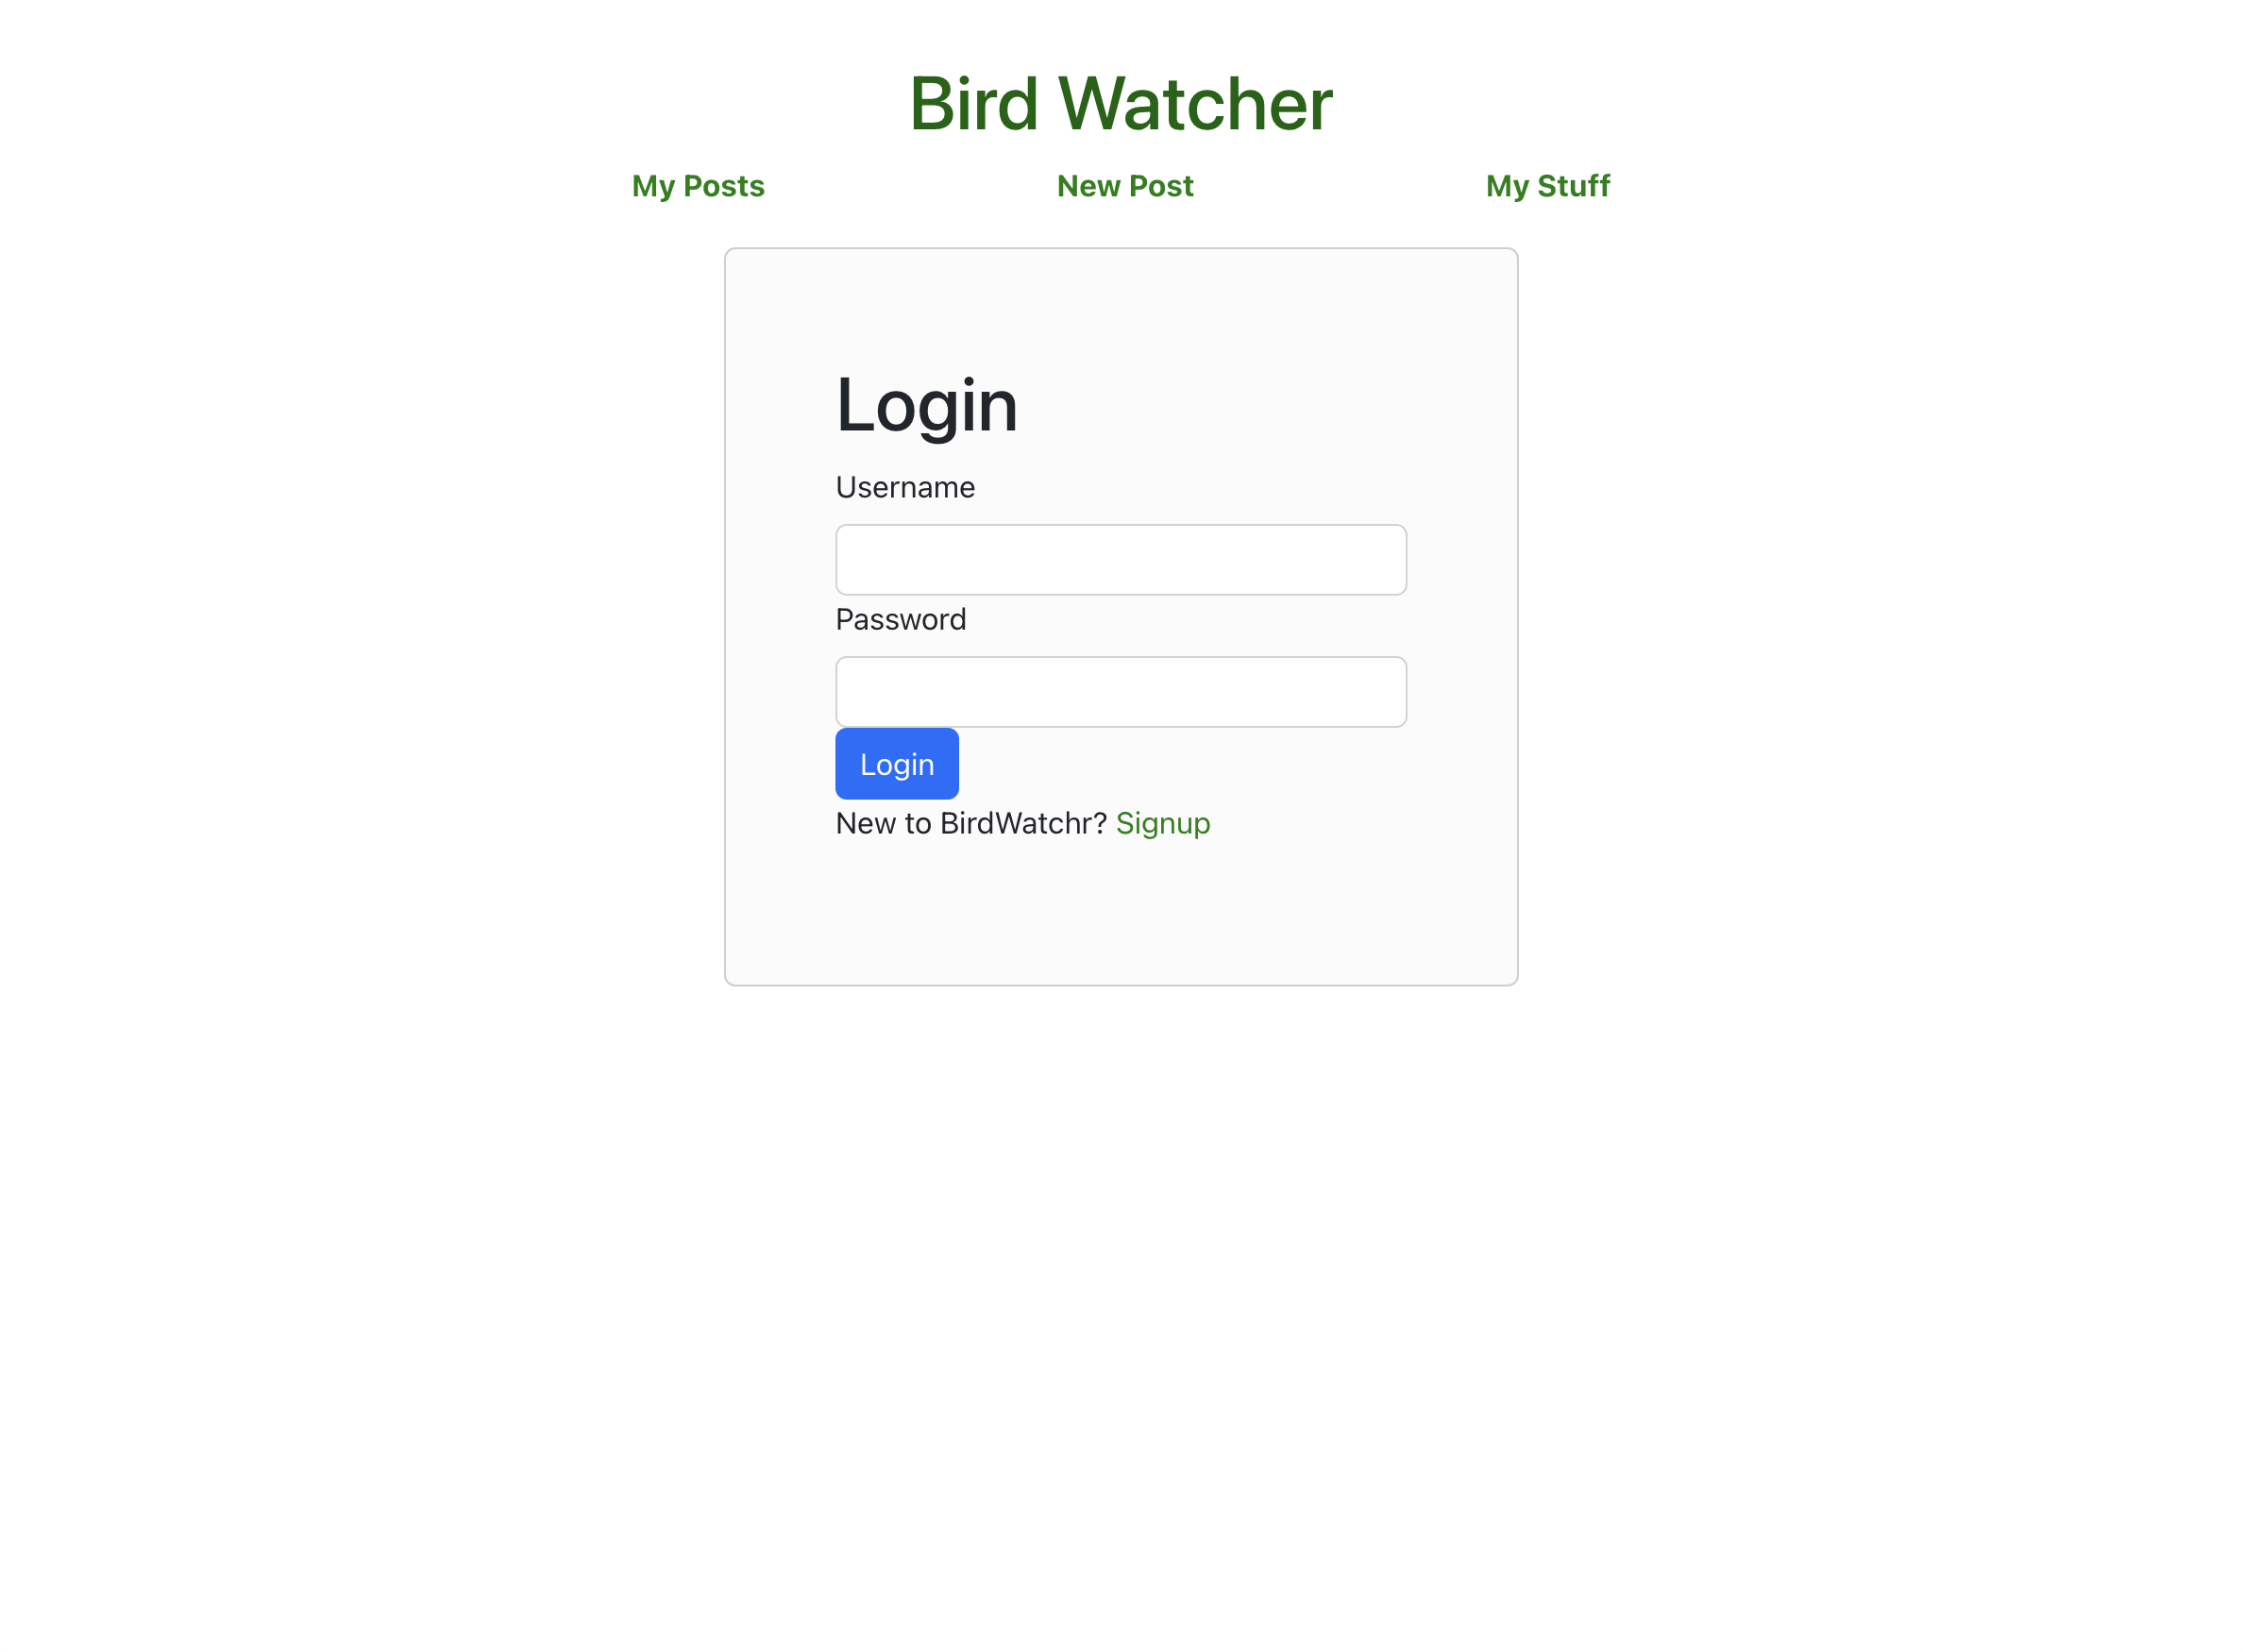 Bird Watcher
My Posts New Post My Stuff
Login
Username
Password
Login
New to BirdWatchr? Signup